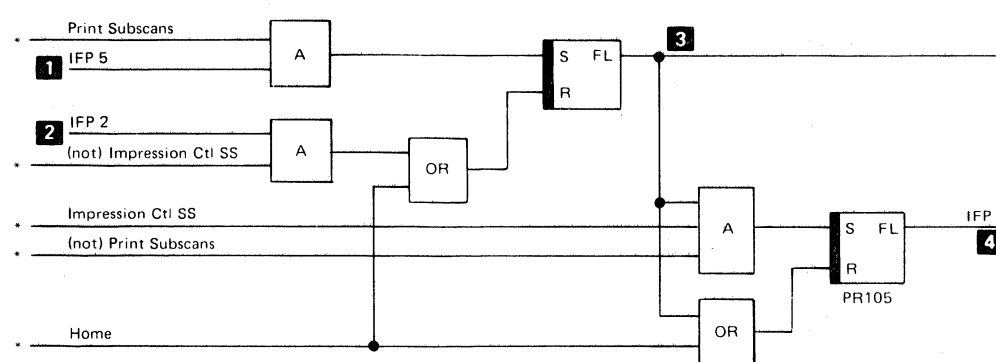 * Print Subscans
1 IFP 5
A
3
S FL
R
2 IFP 2
* (not) Impression Ctl SS
A
OR
* Impression Ctl SS
* (not) Print Subscans
A
S FL
R
PR105
IFP
4
* Home
OR